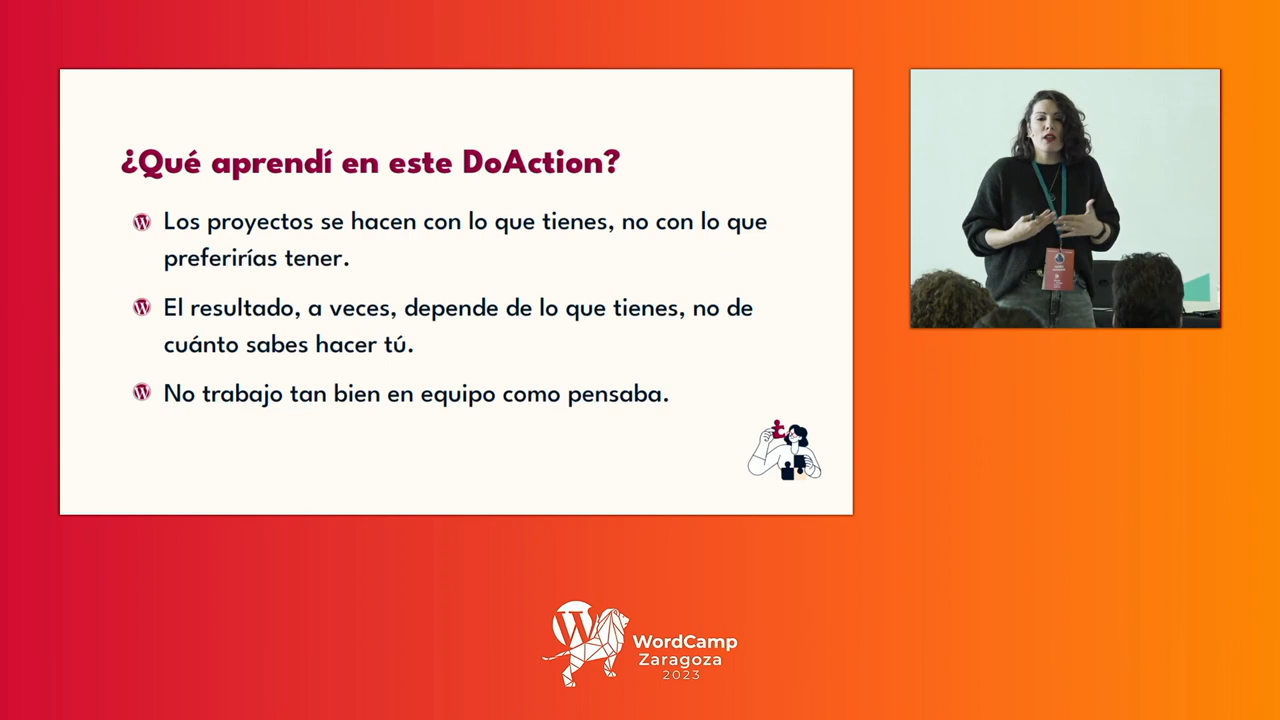 ¿Qué aprendí en este DoAction?
Los proyectos se hacen con lo que tienes, no con lo que
preferirías tener.
El resultado, a veces, depende de lo que tienes, no de
cuánto sabes hacer tú.
No trabajo tan bien en equipo como pensaba.
WordCamp
Zaragoza
2023